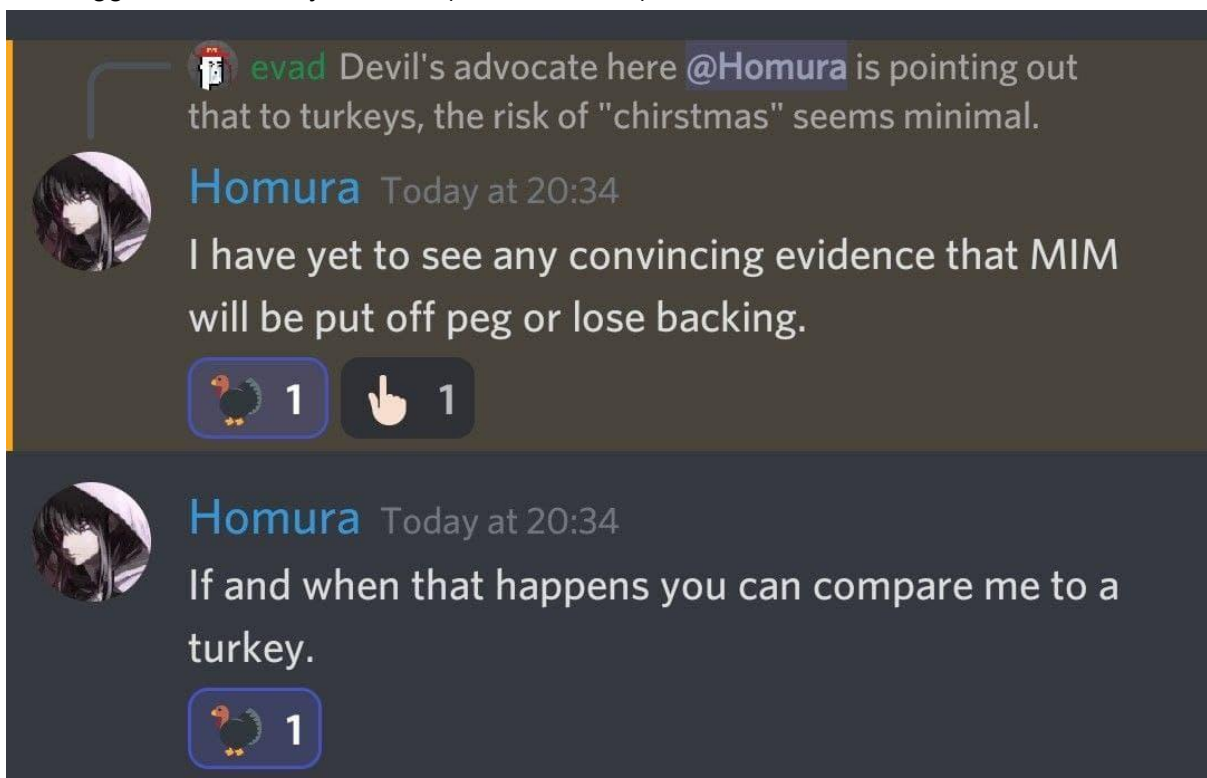 evad Devil's advocate here @Homura is pointing out
that to turkeys, the risk of "chirstmas" seems minimal.
Homura Today at 20:34
I have yet to see any convincing evidence that MIM
will be put off peg or lose backing.
1 1
Homura Today at 20:34
If and when that happens you can compare me to a
turkey.
1